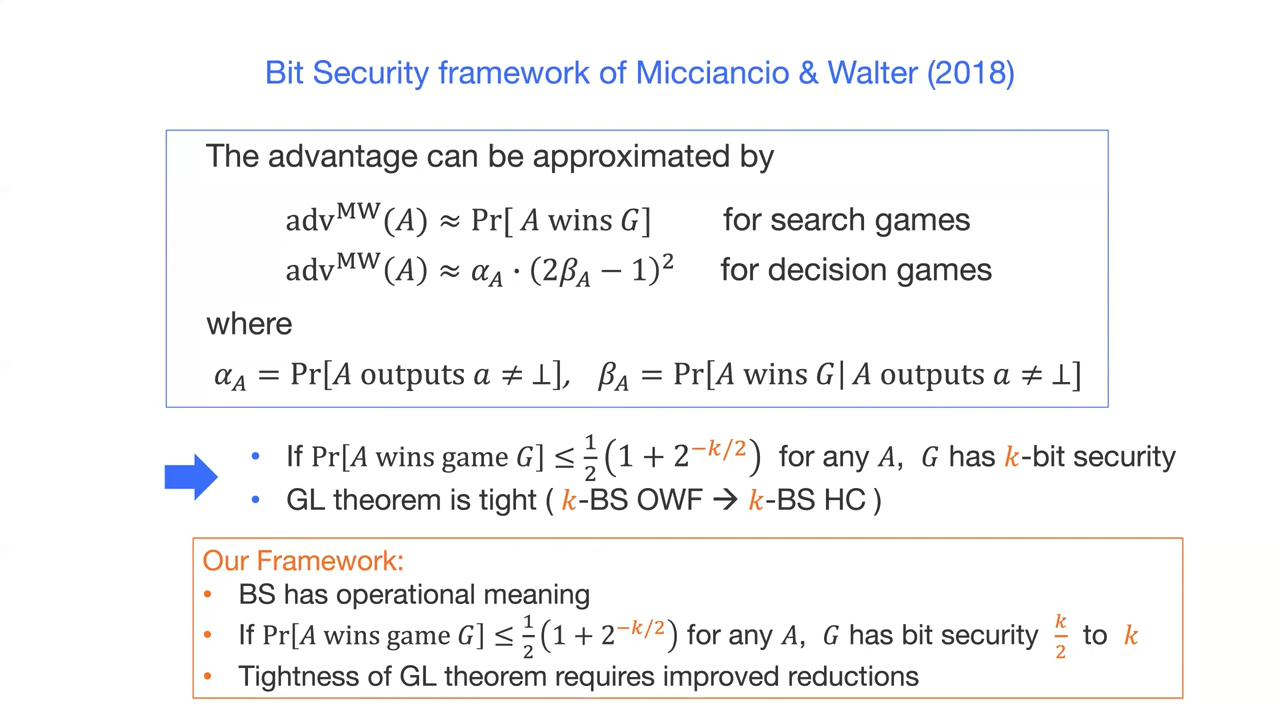 Bit Security framework of Micciancio & Walter (2018)
The advantage can be approximated by
adv^MW(A) ≈ Pr[ A wins G] for search games
adv^MW(A) ≈ α_A · (2β_A − 1)² for decision games
where
α_A = Pr[A outputs a ≠ ⊥], β_A = Pr[A wins G| A outputs a ≠ ⊥]
• If Pr[A wins game G] ≤ 1/2 (1 + 2^{−k/2}) for any A, G has k-bit security
• GL theorem is tight ( k-BS OWF → k-BS HC )
Our Framework:
• BS has operational meaning
• If Pr[A wins game G] ≤ 1/2 (1 + 2^{−k/2}) for any A, G has bit security k/2 to k
• Tightness of GL theorem requires improved reductions